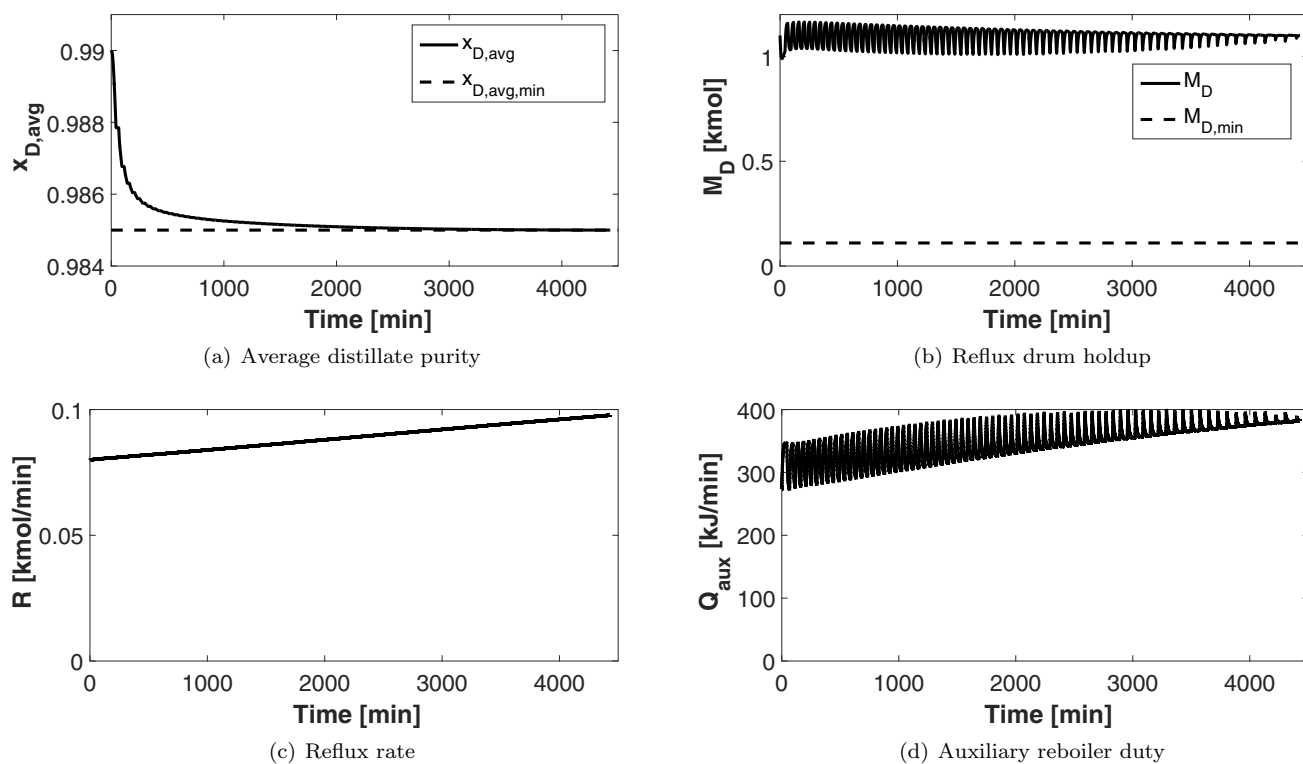 0.99
0.988
0.986
0.984
x_D,avg
x_D,avg
x_D,avg,min
0 1000 2000 3000 4000
Time [min]
(a) Average distillate purity
1
0.5
0
M_D [kmol]
M_D
M_D,min
0 1000 2000 3000 4000
Time [min]
(b) Reflux drum holdup
0.1
0.05
0
R [kmol/min]
0 1000 2000 3000 4000
Time [min]
(c) Reflux rate
400
300
200
100
0
Q_aux [kJ/min]
0 1000 2000 3000 4000
Time [min]
(d) Auxiliary reboiler duty